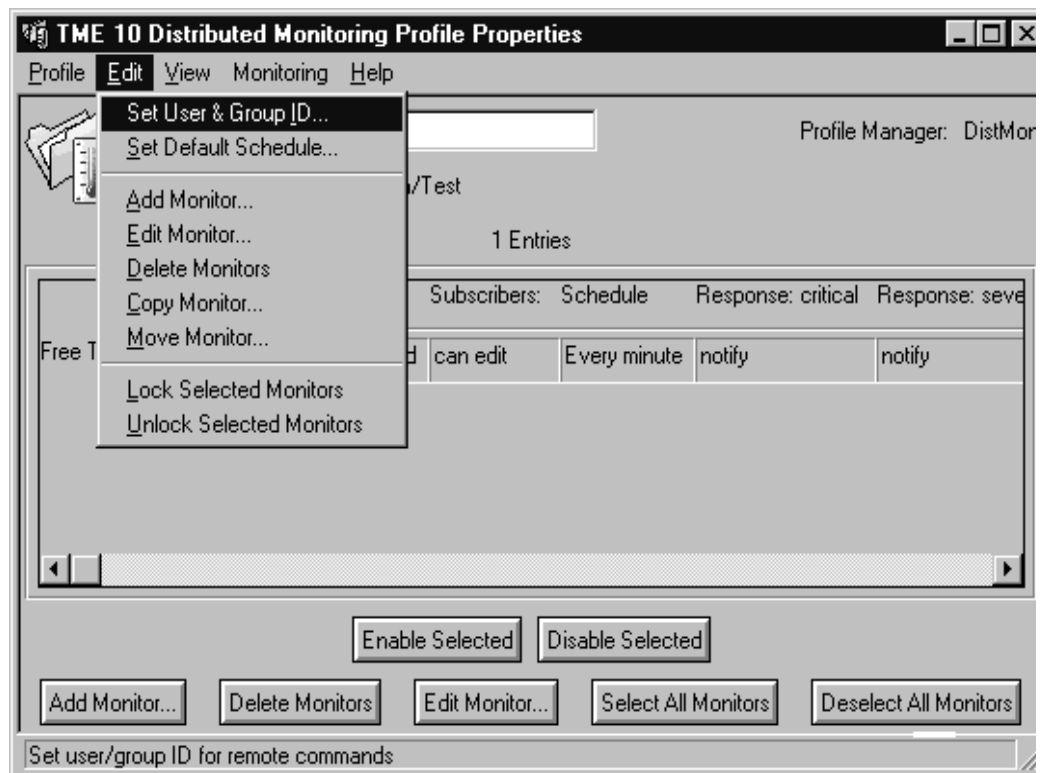 TME 10 Distributed Monitoring Profile Properties
Profile Edit View Monitoring Help
Set User & Group ID...
Set Default Schedule...
Add Monitor...
Edit Monitor...
Delete Monitors
Copy Monitor...
Move Monitor...
Lock Selected Monitors
Unlock Selected Monitors
Profile Manager: DistMon
/Test
1 Entries
Subscribers: Schedule Response: critical Response: seve
Free T d can edit Every minute notify notify
Enable Selected Disable Selected
Add Monitor... Delete Monitors Edit Monitor... Select All Monitors Deselect All Monitors
Set user/group ID for remote commands